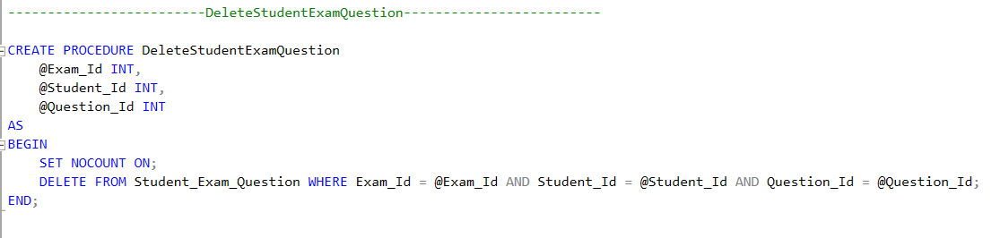 -------------------------DeleteStudentExamQuestion-------------------------
CREATE PROCEDURE DeleteStudentExamQuestion
@Exam_Id INT,
@Student_Id INT,
@Question_Id INT
AS
BEGIN
SET NOCOUNT ON;
DELETE FROM Student_Exam_Question WHERE Exam_Id = @Exam_Id AND Student_Id = @Student_Id AND Question_Id = @Question_Id;
END;